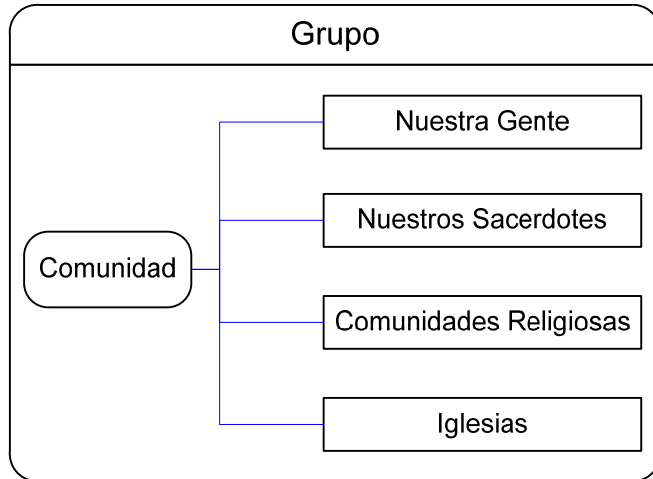 Grupo
Nuestra Gente
Nuestros Sacerdotes
Comunidad
Comunidades Religiosas
Iglesias